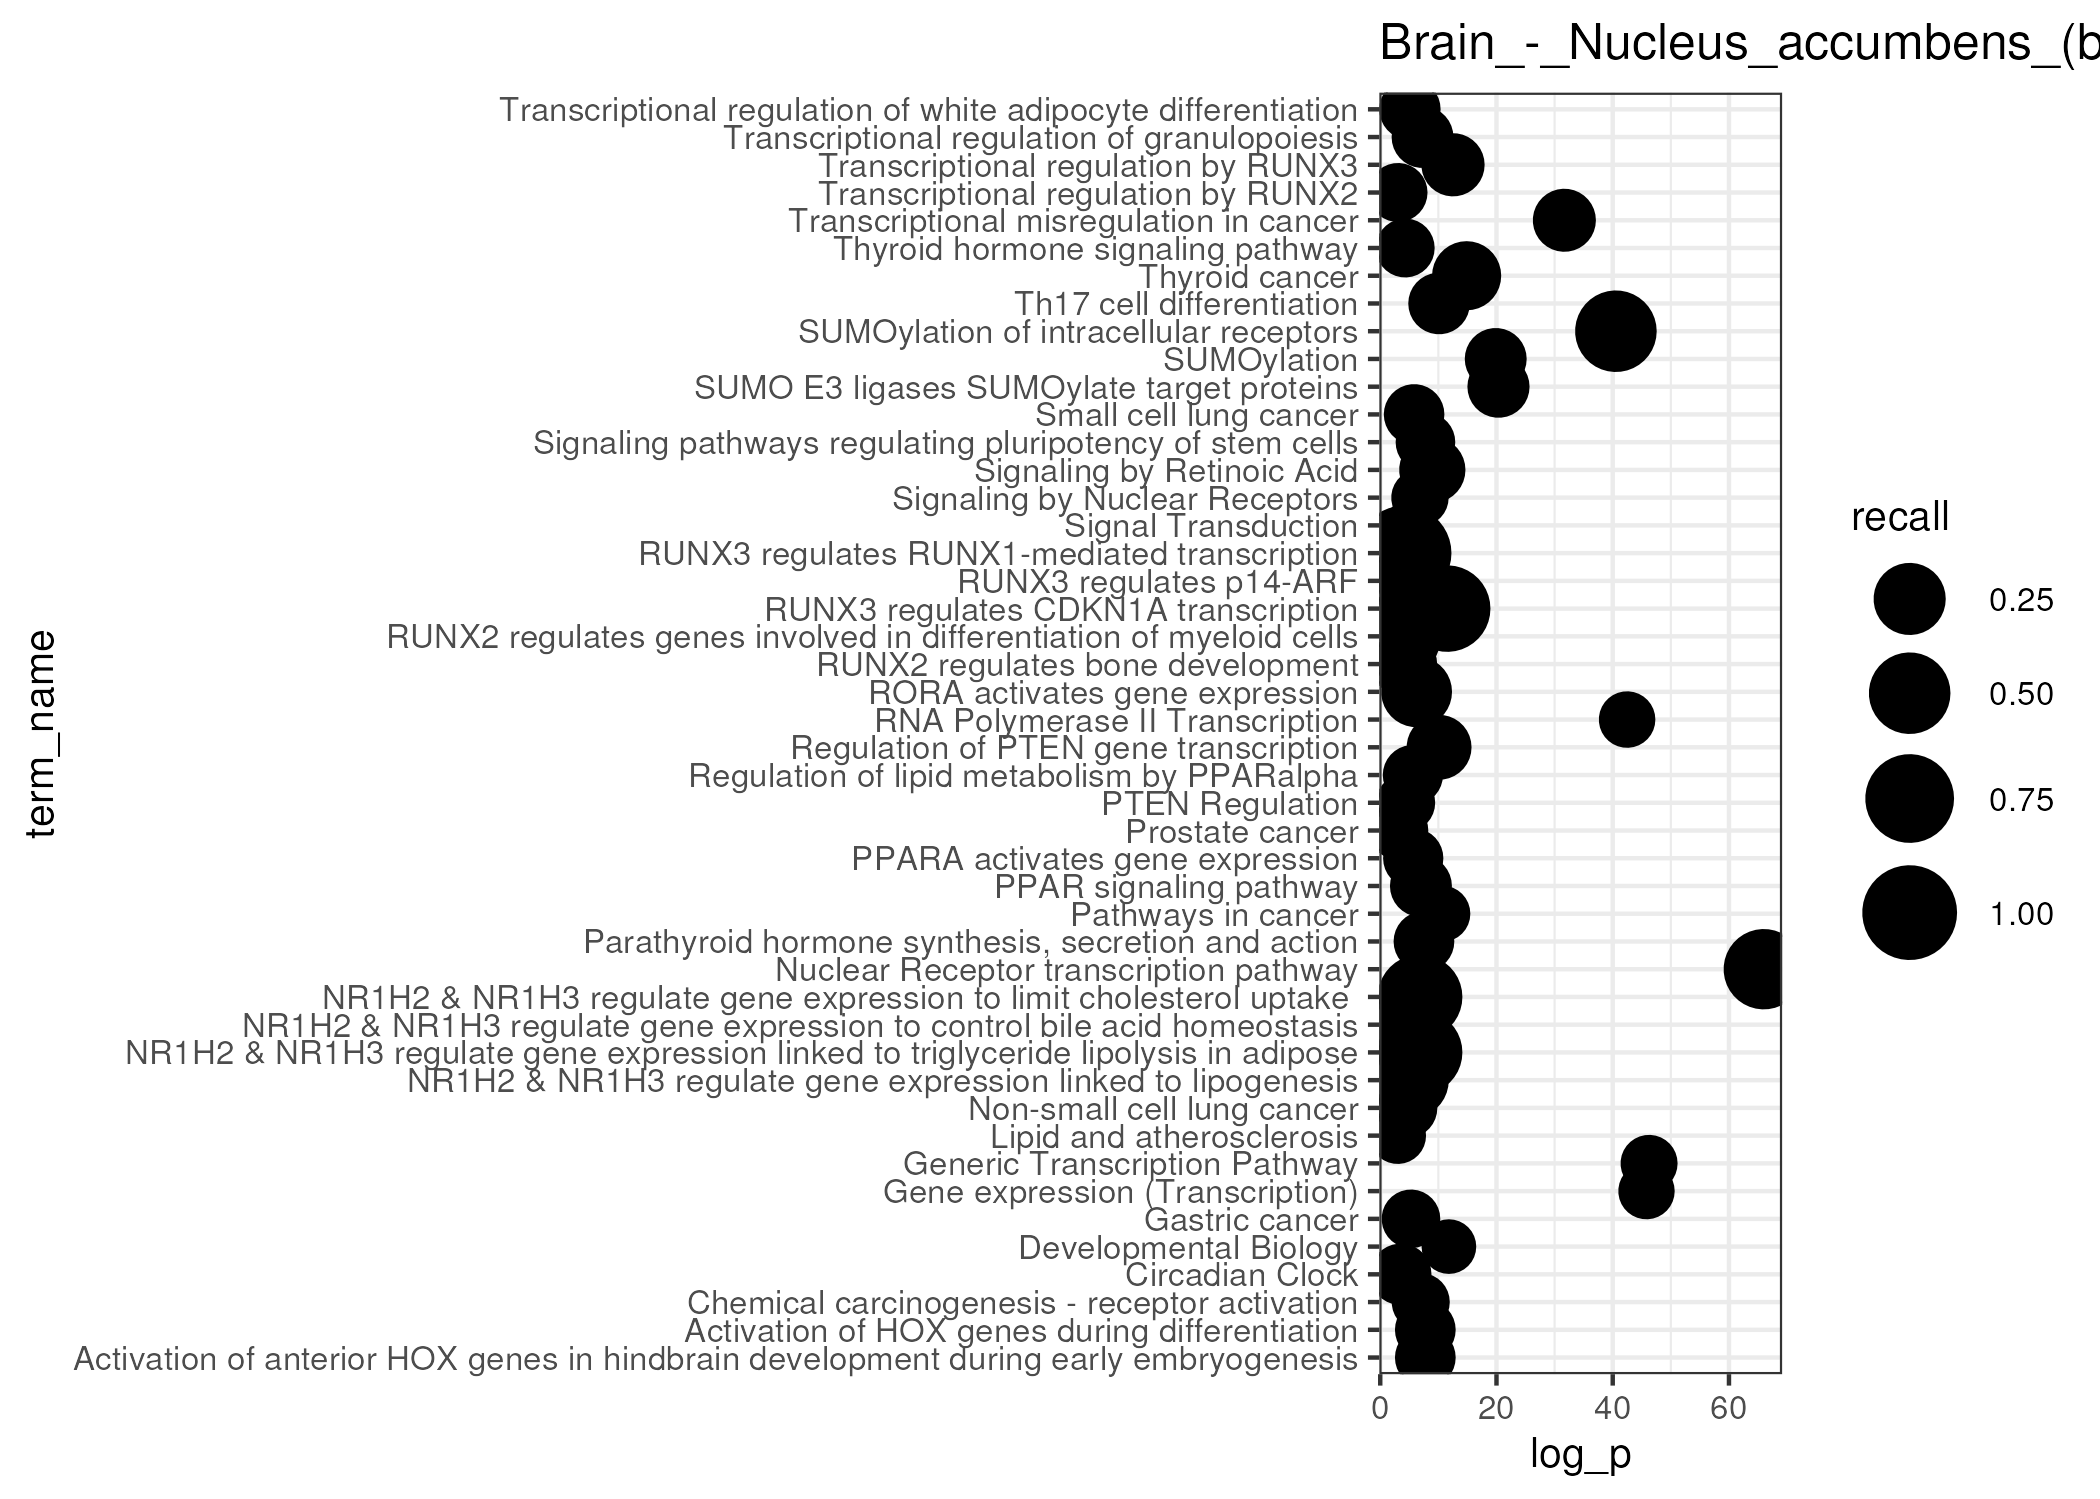 Brain_-_Nucleus_accumbens_(b
Transcriptional regulation of white adipocyte differentiation
Transcriptional regulation of granulopoiesis
Transcriptional regulation by RUNX3
Transcriptional regulation by RUNX2
Transcriptional misregulation in cancer
Thyroid hormone signaling pathway
Thyroid cancer
Th17 cell differentiation
SUMOylation of intracellular receptors
SUMOylation
SUMO E3 ligases SUMOylate target proteins
Small cell lung cancer
Signaling pathways regulating pluripotency of stem cells
Signaling by Retinoic Acid
Signaling by Nuclear Receptors
Signal Transduction
RUNX3 regulates RUNX1-mediated transcription
RUNX3 regulates p14-ARF
RUNX3 regulates CDKN1A transcription
RUNX2 regulates genes involved in differentiation of myeloid cells
RUNX2 regulates bone development
RORA activates gene expression
RNA Polymerase II Transcription
Regulation of PTEN gene transcription
Regulation of lipid metabolism by PPARalpha
PTEN Regulation
Prostate cancer
PPARA activates gene expression
PPAR signaling pathway
Pathways in cancer
Parathyroid hormone synthesis, secretion and action
Nuclear Receptor transcription pathway
NR1H2 & NR1H3 regulate gene expression to limit cholesterol uptake
NR1H2 & NR1H3 regulate gene expression to control bile acid homeostasis
NR1H2 & NR1H3 regulate gene expression linked to triglyceride lipolysis in adipose
NR1H2 & NR1H3 regulate gene expression linked to lipogenesis
Non-small cell lung cancer
Lipid and atherosclerosis
Generic Transcription Pathway
Gene expression (Transcription)
Gastric cancer
Developmental Biology
Circadian Clock
Chemical carcinogenesis - receptor activation
Activation of HOX genes during differentiation
Activation of anterior HOX genes in hindbrain development during early embryogenesis
term_name
0 20 40 60
log_p
recall
0.25
0.50
0.75
1.00